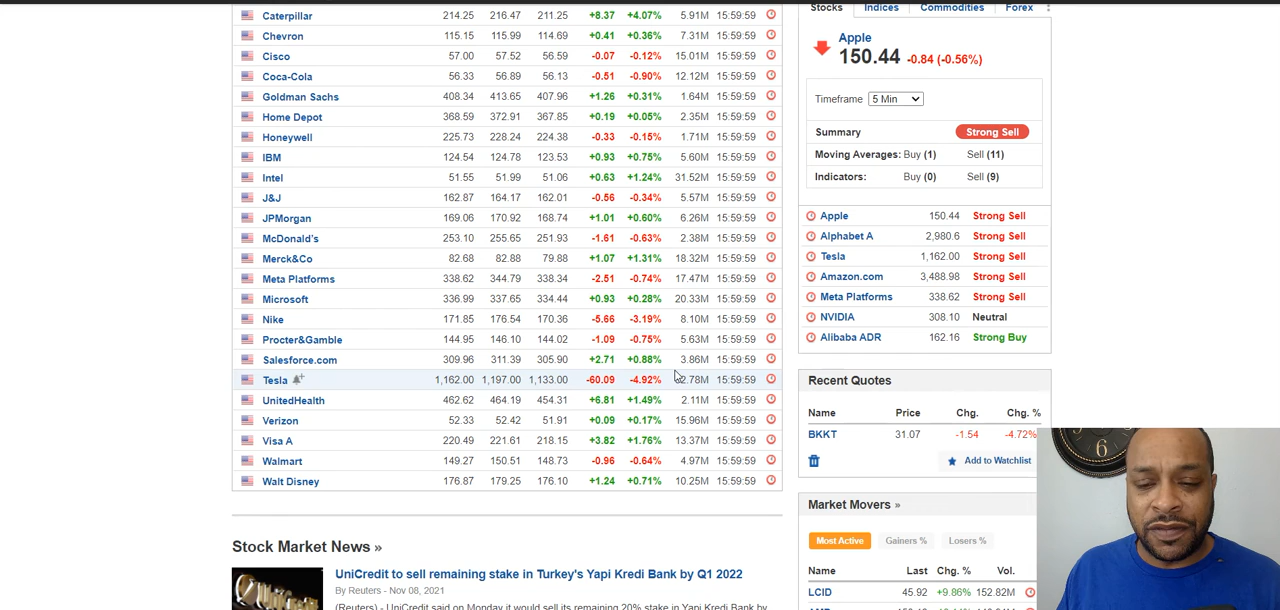 Caterpillar 214.25 216.47 211.25 +8.37 +4.07% 5.91M 15:59:59
Chevron 115.15 115.99 114.69 +0.41 +0.36% 7.31M 15:59:59
Cisco 57.00 57.52 56.59 -0.07 -0.12% 15.01M 15:59:59
Coca-Cola 56.33 56.89 56.13 -0.51 -0.90% 12.12M 15:59:59
Goldman Sachs 408.34 413.65 407.96 +1.26 +0.31% 1.64M 15:59:59
Home Depot 368.59 372.91 367.85 +0.19 +0.05% 2.35M 15:59:59
Honeywell 225.73 228.24 224.38 -0.33 -0.15% 1.71M 15:59:59
IBM 124.54 124.78 123.53 +0.93 +0.75% 5.60M 15:59:59
Intel 51.55 51.99 51.06 +0.63 +1.24% 31.52M 15:59:59
J&J 162.87 164.17 162.01 -0.56 -0.34% 5.57M 15:59:59
JPMorgan 169.06 170.92 168.74 +1.01 +0.60% 6.26M 15:59:59
McDonald's 253.10 255.65 251.93 -1.61 -0.63% 2.38M 15:59:59
Merck&Co 82.68 82.88 79.88 +1.07 +1.31% 18.32M 15:59:59
Meta Platforms 338.62 344.79 338.34 -2.51 -0.74% 17.47M 15:59:59
Microsoft 336.99 337.65 334.44 +0.93 +0.28% 20.33M 15:59:59
Nike 171.85 176.54 170.36 -5.66 -3.19% 15:59:59
Procter&Gamble 144.95 146.10 144.02 -1.09 -0.75% 5.63M 15:59:59
Salesforce.com 309.96 311.39 305.90 +2.71 +0.88% 3.86M 15:59:59
Tesla 1,162.00 1,197.00 1,133.00 -60.09 -4.92% 15:59:59
UnitedHealth 462.62 464.19 454.31 +6.81 +1.49% 2.11M 15:59:59
Verizon 52.33 52.42 51.91 +0.09 +0.17% 15.96M 15:59:59
Visa A 220.49 221.61 218.15 +3.82 +1.76% 13.37M 15:59:59
Walmart 149.27 150.51 148.73 -0.96 -0.64% 4.97M 15:59:59
Walt Disney 176.87 179.25 176.10 +1.24 +0.71% 10.25M 15:59:59
Stock Market News »
UniCredit to sell remaining stake in Turkey's Yapi Kredi Bank by Q1 2022
By Reuters - Nov 08, 2021
(Reuters) - UniCredit said on Monday it would sell its remaining 20% stake in Yapi Kredi Bank by
Stocks Indices Commodities Forex
Apple
150.44 -0.84 (-0.56%)
Timeframe 5 Min
Summary Strong Sell
Moving Averages: Buy (1) Sell (11)
Indicators: Buy (0) Sell (9)
Apple 150.44 Strong Sell
Alphabet A 2,980.6 Strong Sell
Tesla 1,162.00 Strong Sell
Amazon.com 3,488.98 Strong Sell
Meta Platforms 338.62 Strong Sell
NVIDIA 308.10 Neutral
Alibaba ADR 162.16 Strong Buy
Recent Quotes
Name Price Chg. Chg. %
BKKT 31.07 -1.54 -4.72%
Add to Watchlist
Market Movers »
Most Active Gainers % Losers %
Name Last Chg. % Vol.
LCID 45.92 +9.86% 152.82M
6